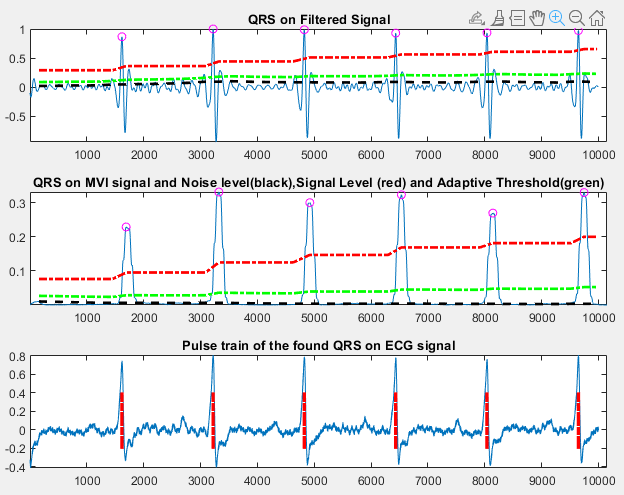 QRS on Filtered Signal
1
0.5
0
-0.5
1000 2000 3000 4000 5000 6000 7000 8000 9000 10000
QRS on MVI signal and Noise level(black),Signal Level (red) and Adaptive Threshold(green)
0.3
0.2
0.1
1000 2000 3000 4000 5000 6000 7000 8000 9000 10000
Pulse train of the found QRS on ECG signal
0.8
0.6
0.4
0.2
0
-0.2
-0.4
1000 2000 3000 4000 5000 6000 7000 8000 9000 10000